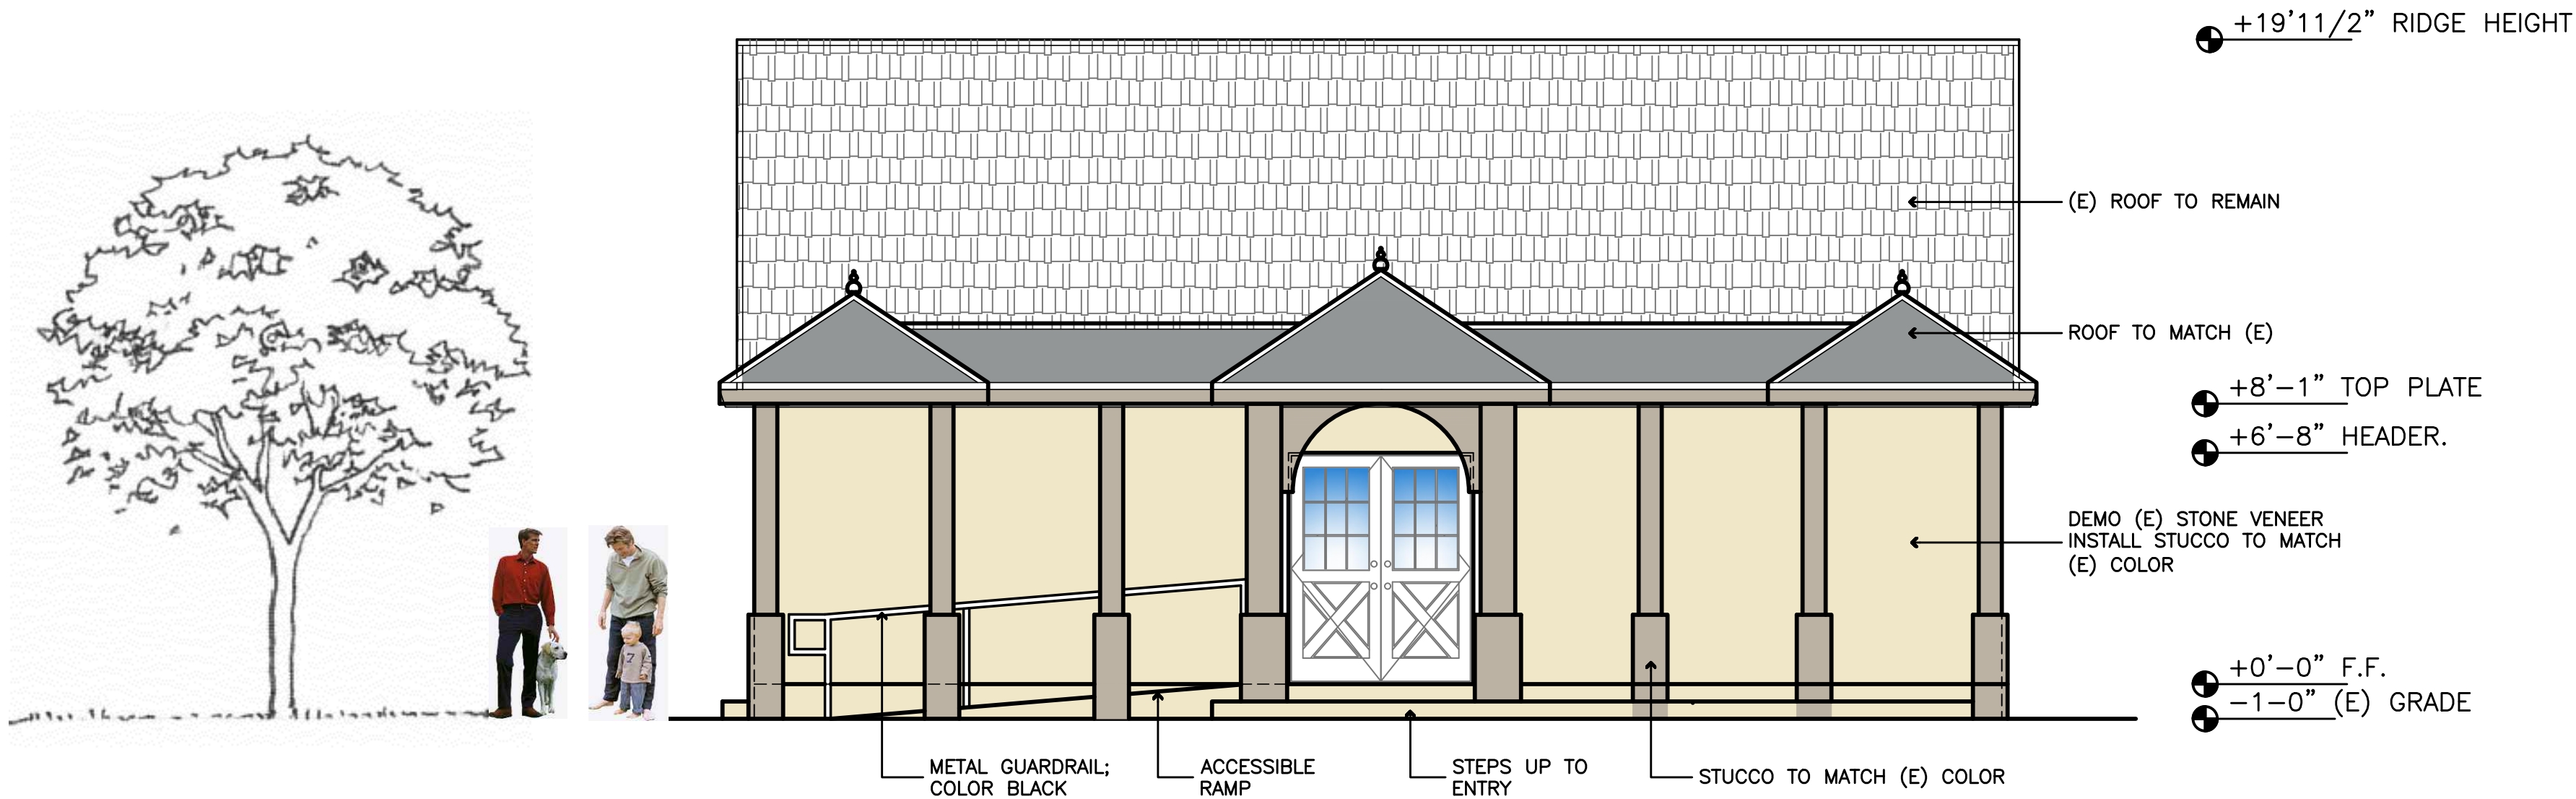 +19'11/2" RIDGE HEIGHT
(E) ROOF TO REMAIN
ROOF TO MATCH (E)
+8'-1" TOP PLATE
+6'-8" HEADER.
DEMO (E) STONE VENEER
INSTALL STUCCO TO MATCH
(E) COLOR
7
+0'-0" F.F.
-1-0" (E) GRADE
METAL GUARDRAIL;
COLOR BLACK
ACCESSIBLE
RAMP
STEPS UP TO
ENTRY
STUCCO TO MATCH (E) COLOR